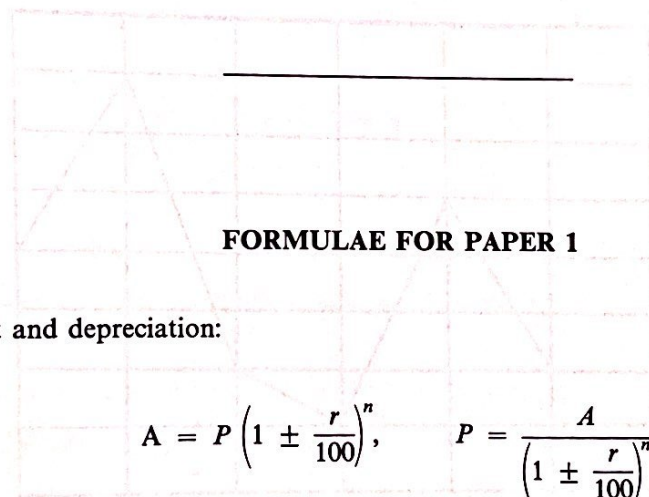 FORMULAE FOR PAPER 1
and depreciation:
A = P (1 ± r/100)^n, P = A / (1 ± r/100)^n